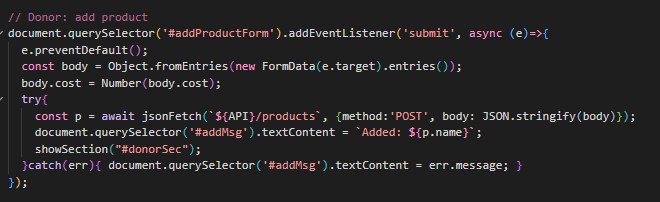 // Donor: add product
document.querySelector('#addProductForm').addEventListener('submit', async (e)=>{
  e.preventDefault();
  const body = Object.fromEntries(new FormData(e.target).entries());
  body.cost = Number(body.cost);
  try{
    const p = await jsonFetch(`${API}/products`, {method:'POST', body: JSON.stringify(body)});
    document.querySelector('#addMsg').textContent = `Added: ${p.name}`;
    showSection("#donorSec");
  }catch(err){ document.querySelector('#addMsg').textContent = err.message; }
});